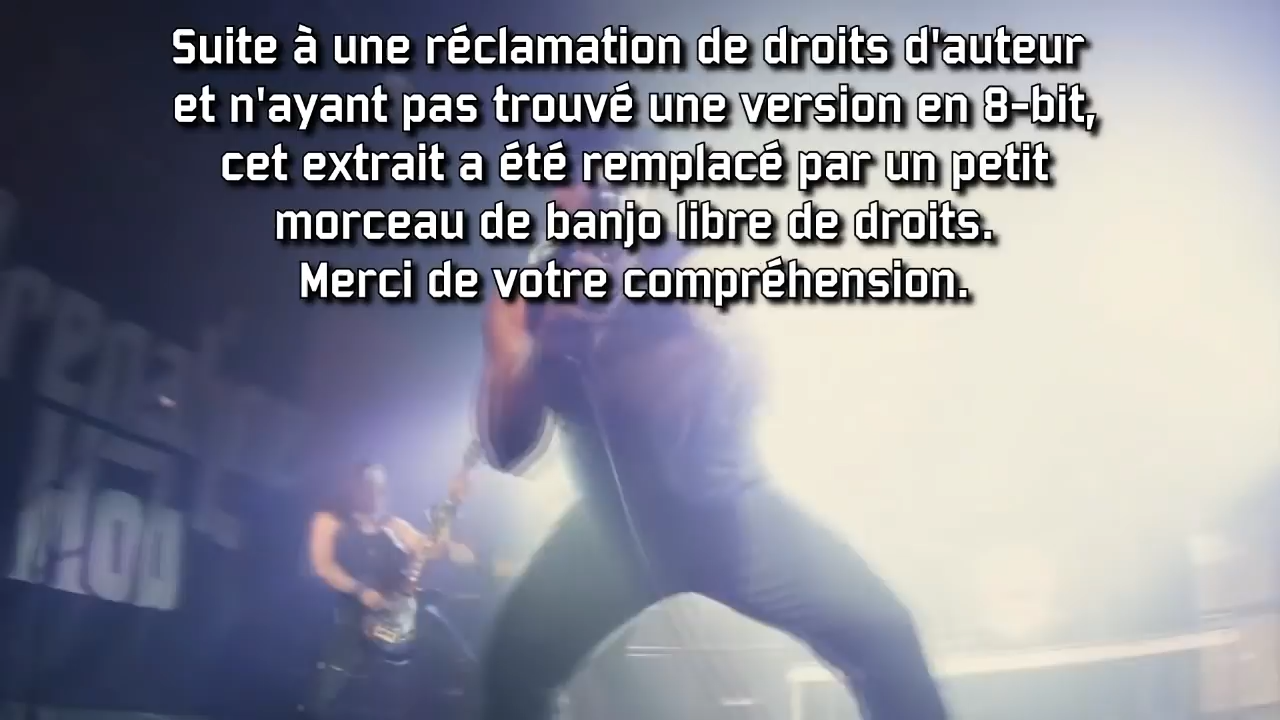 Suite à une réclamation de droits d'auteur
et n'ayant pas trouvé une version en 8-bit,
cet extrait a été remplacé par un petit
morceau de banjo libre de droits.
Merci de votre compréhension.